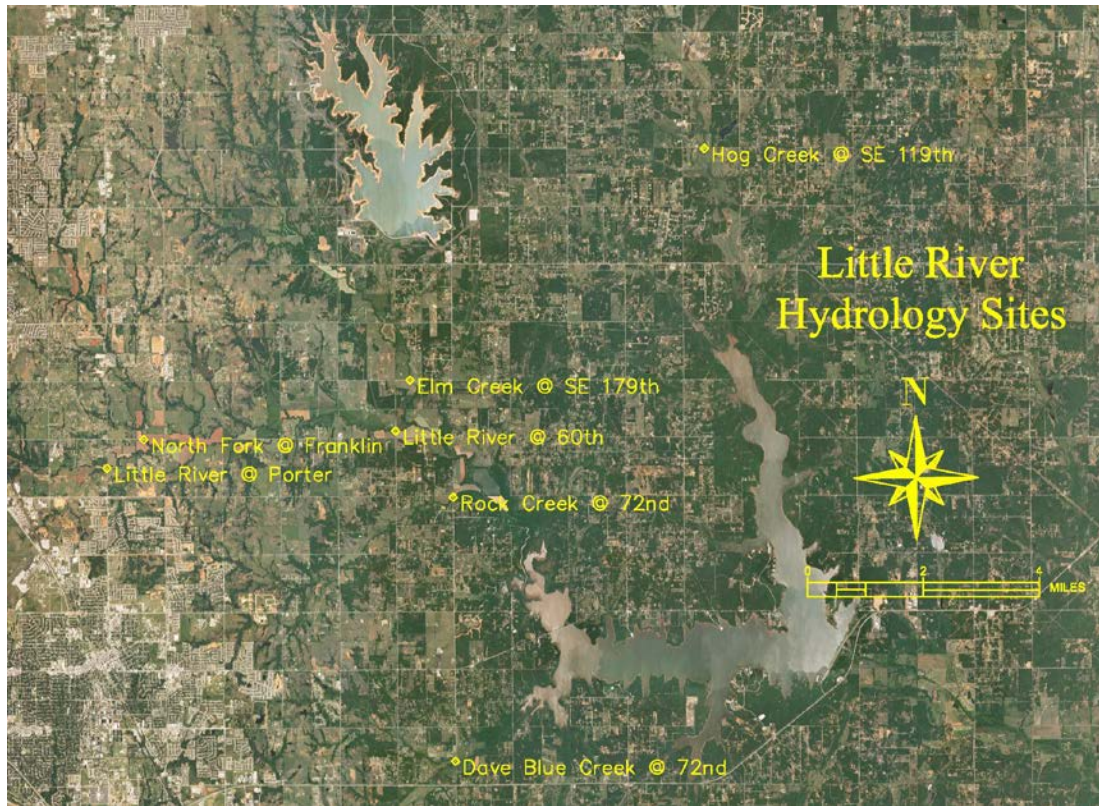 Hog Creek @ SE 119th
Little River
Hydrology Sites
N
Elm Creek @ SE 179th
Little River @ 60th
North Fork @ Franklin
Little River @ Porter
Rock Creek @ 72nd
0 2 4
MILES
Dave Blue Creek @ 72nd